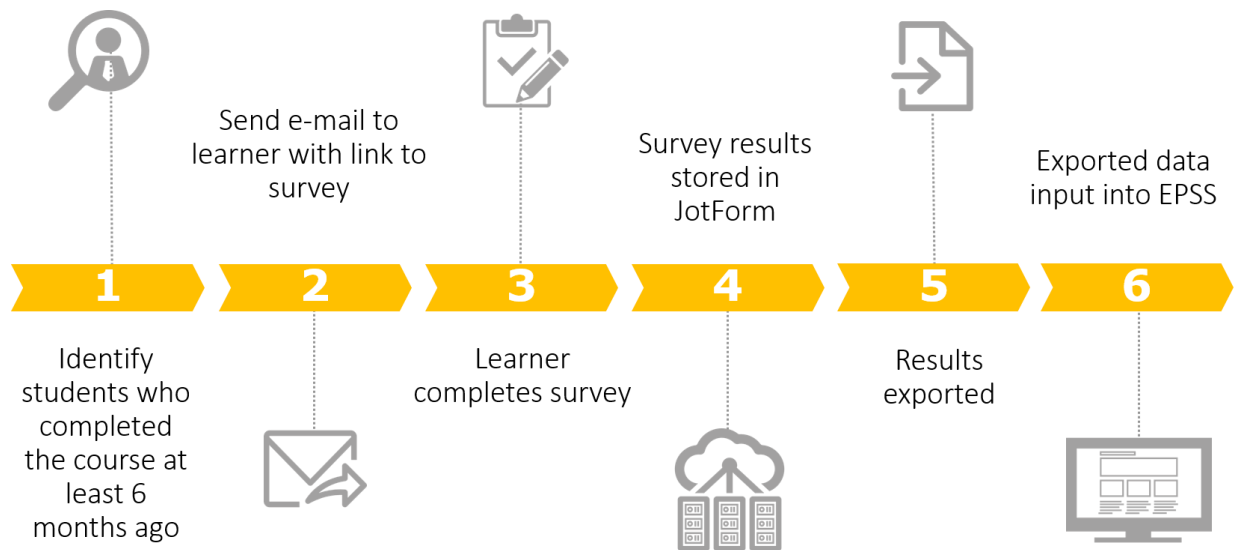 1
Identify
students who
completed
the course at
least 6
months ago
2
Send e-mail to
learner with link to
survey
3
Learner
completes survey
4
Survey results
stored in
JotForm
5
Results
exported
6
Exported data
input into EPSS